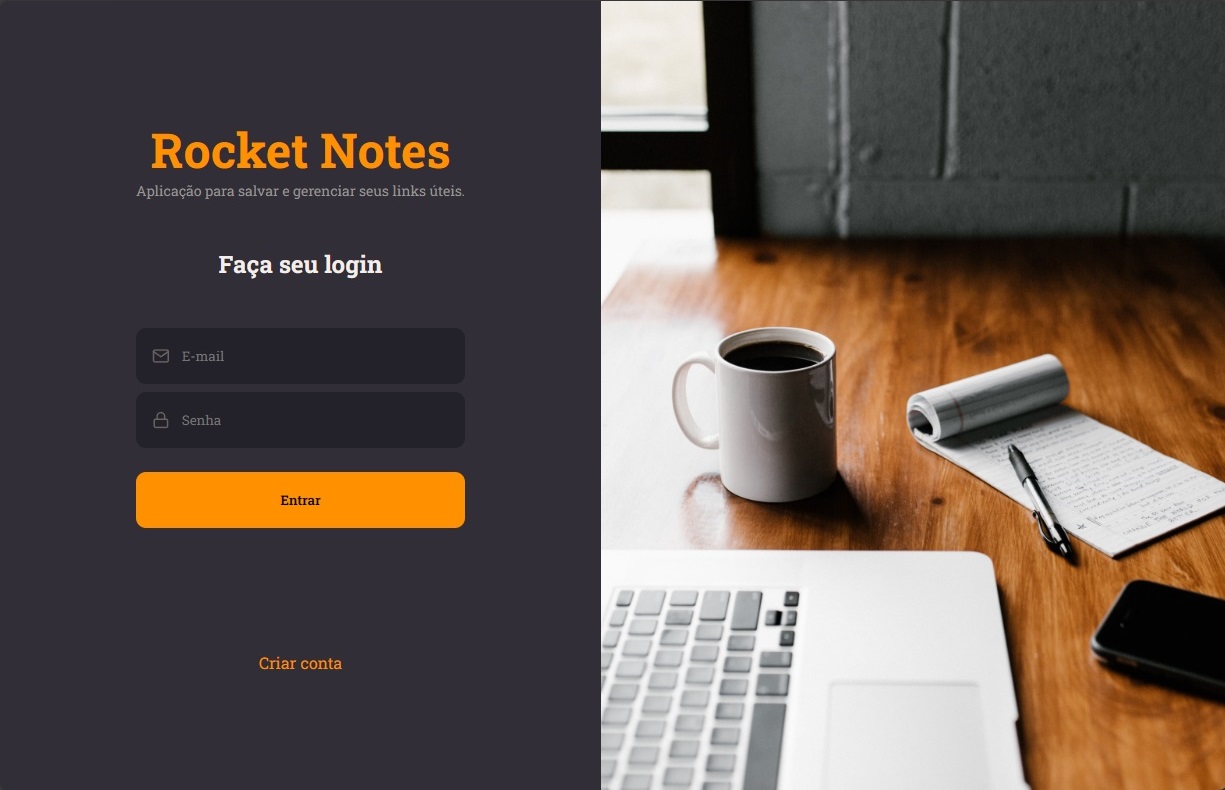 Rocket Notes
Aplicação para salvar e gerenciar seus links úteis.
Faça seu login
E-mail
Senha
Entrar
Criar conta